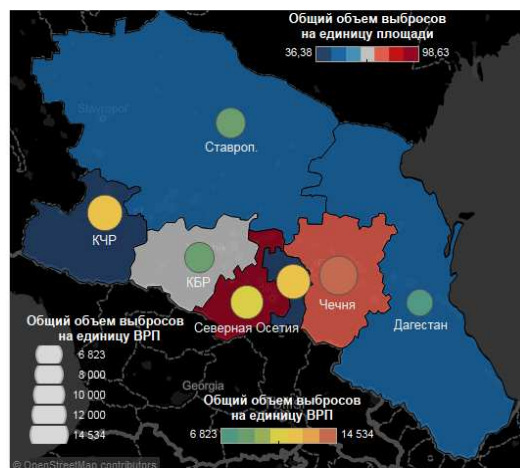 Общий объем выбросов
на единицу площади
36,38 98,63
Stavropol
Ставроп.
КЧР
КБР
Чечня
Северная Осетия
Дагестан
Общий объем выбросов
на единицу ВРП
6 823
8 000
10 000
12 000
14 534
Georgia
Общий объем выбросов
на единицу ВРП
6 823 14 534
© OpenStreetMap contributors